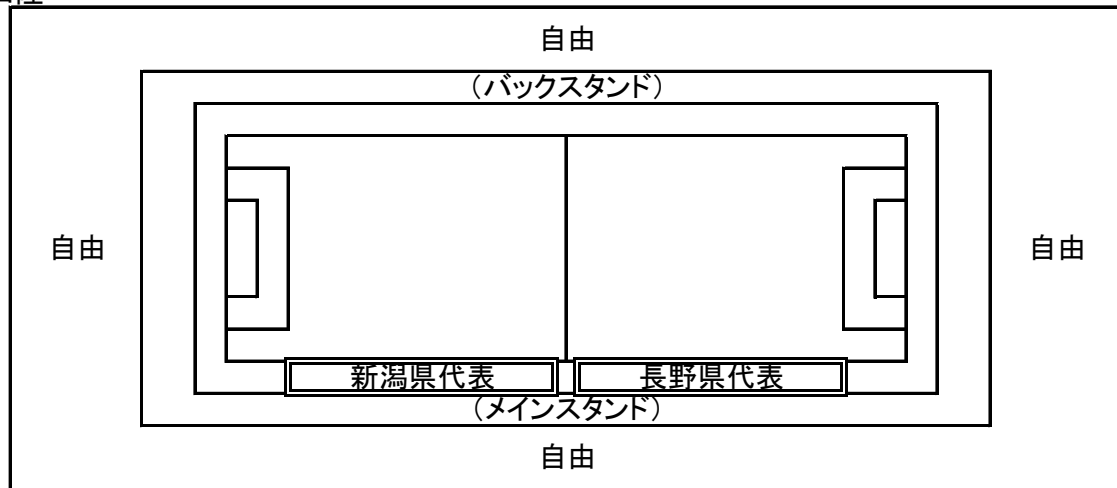 自由
（バックスタンド）
自由
自由
新潟県代表
長野県代表
（メインスタンド）
自由